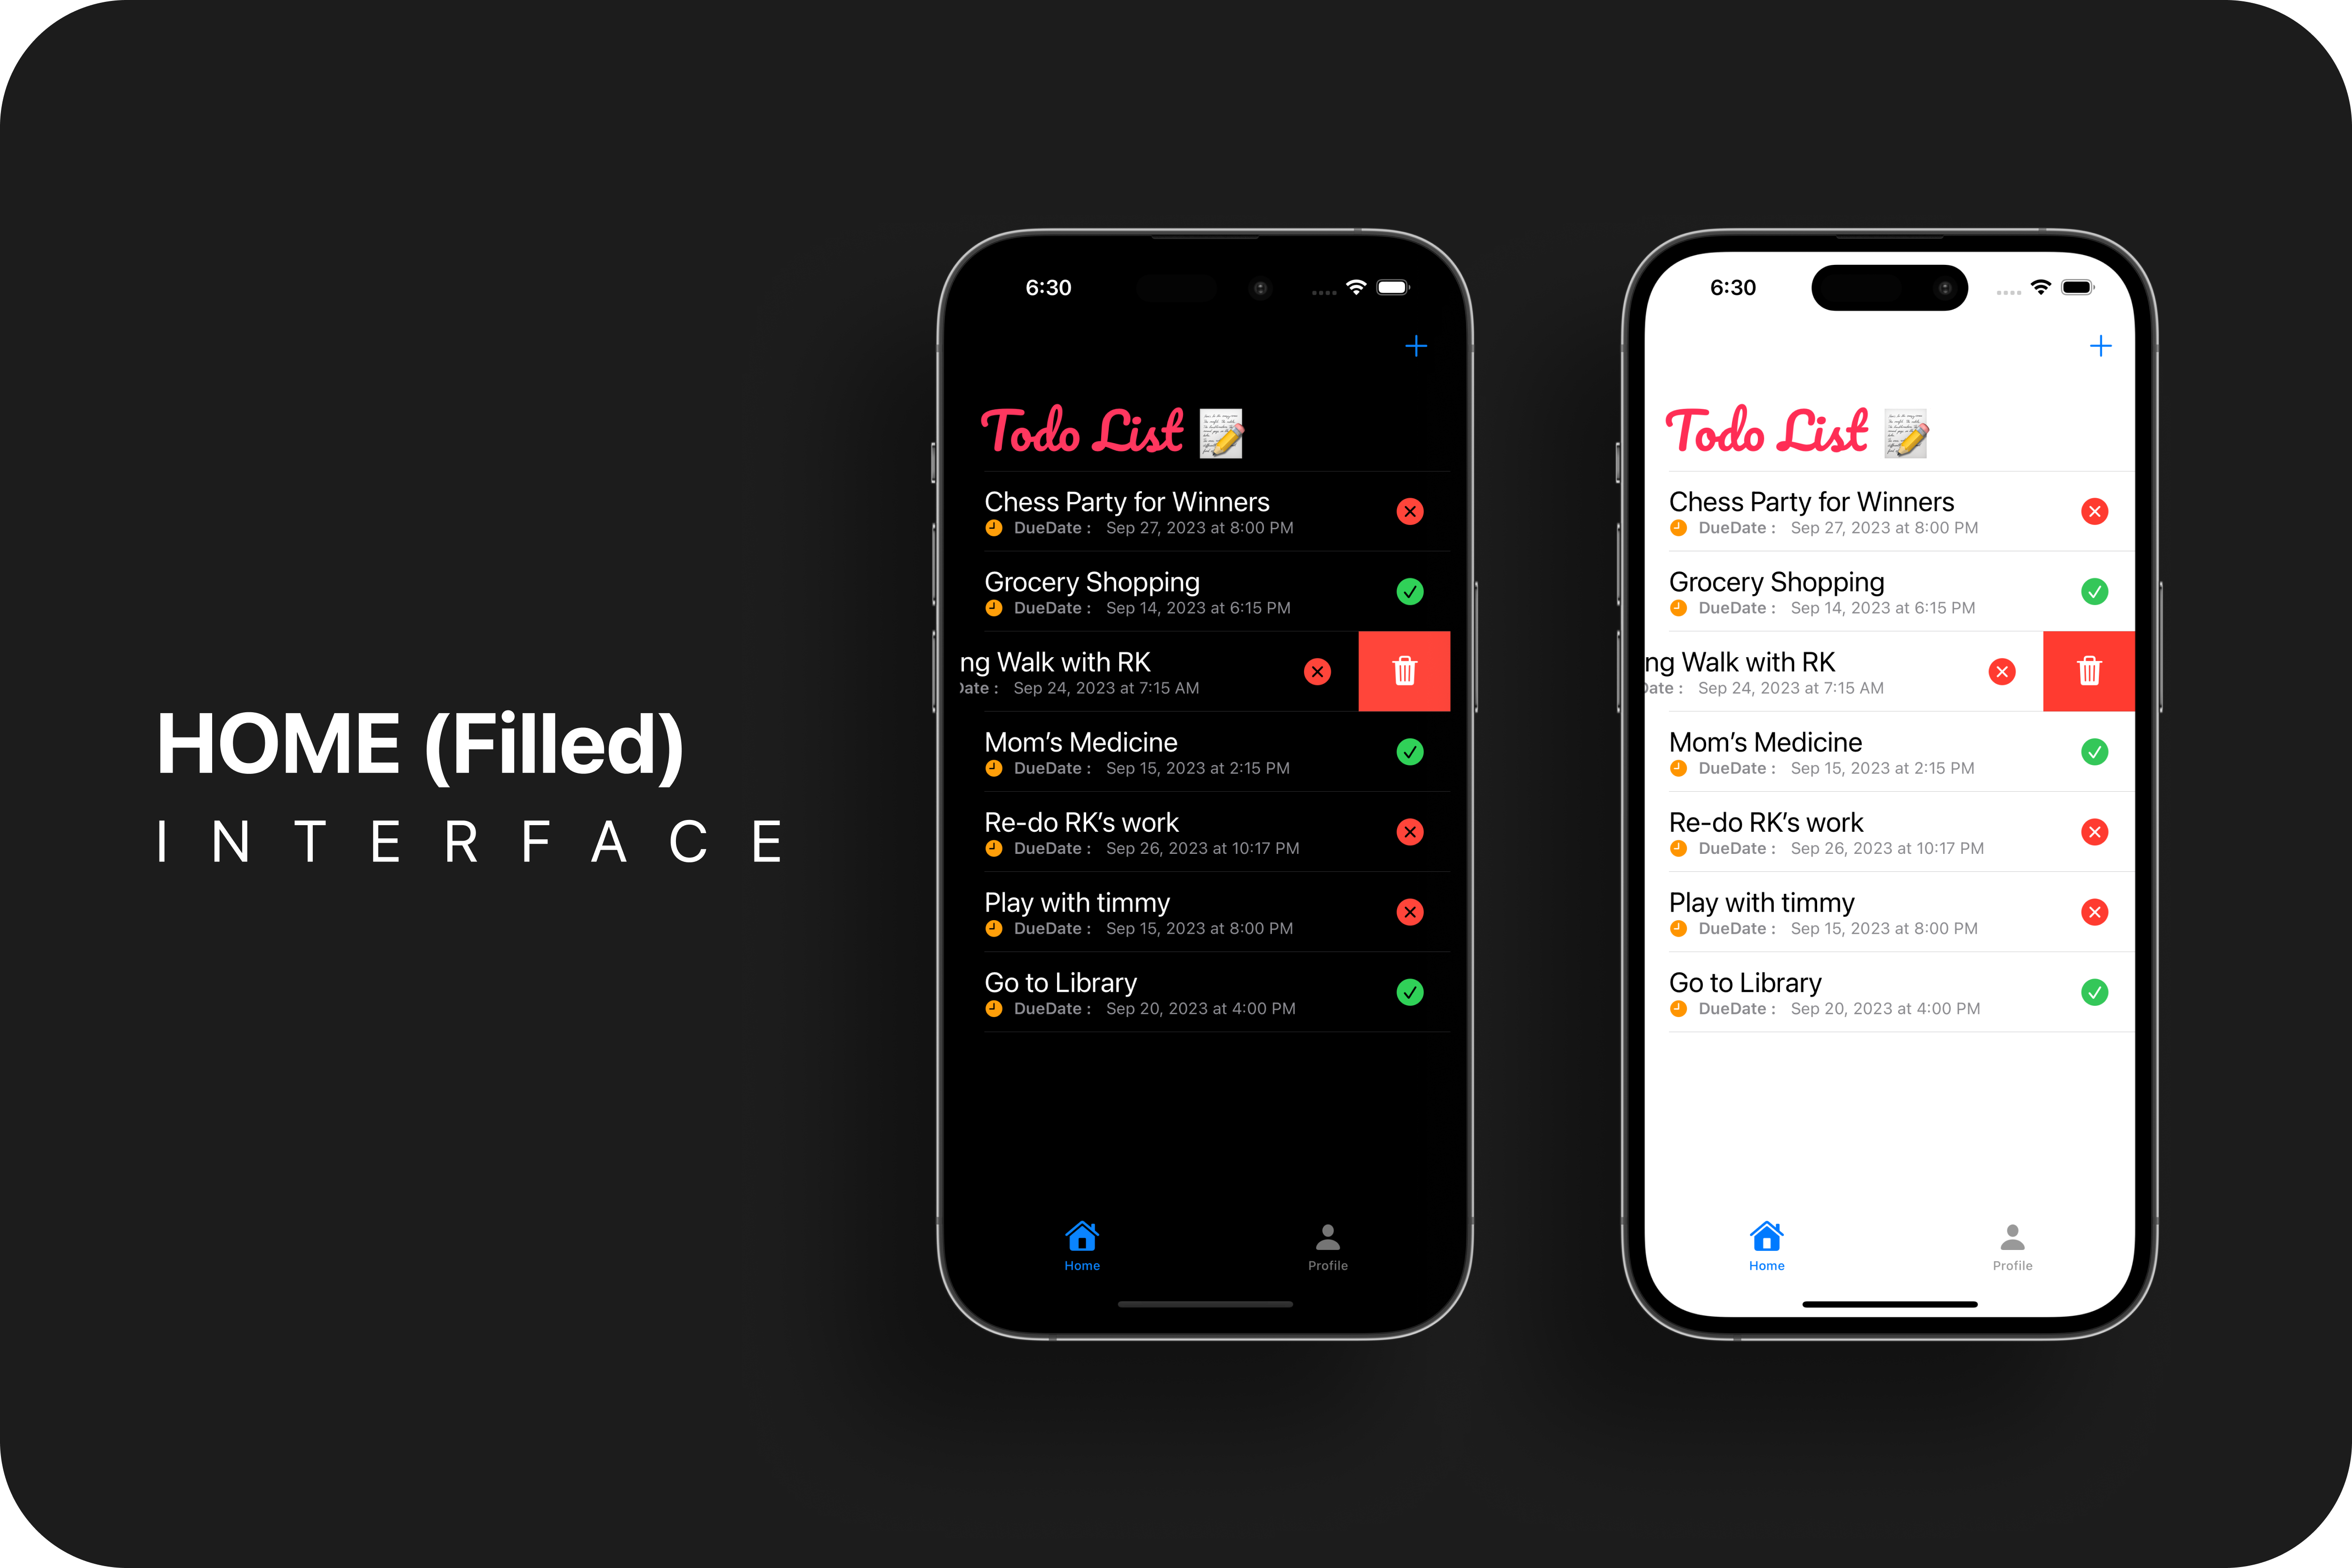 HOME (Filled)
INTERFACE
6:30
Todo List
Chess Party for Winners
DueDate : Sep 27, 2023 at 8:00 PM
Grocery Shopping
DueDate : Sep 14, 2023 at 6:15 PM
ng Walk with RK
Date : Sep 24, 2023 at 7:15 AM
Mom’s Medicine
DueDate : Sep 15, 2023 at 2:15 PM
Re-do RK’s work
DueDate : Sep 26, 2023 at 10:17 PM
Play with timmy
DueDate : Sep 15, 2023 at 8:00 PM
Go to Library
DueDate : Sep 20, 2023 at 4:00 PM
Home Profile
6:30
Todo List
Chess Party for Winners
DueDate : Sep 27, 2023 at 8:00 PM
Grocery Shopping
DueDate : Sep 14, 2023 at 6:15 PM
ng Walk with RK
Date : Sep 24, 2023 at 7:15 AM
Mom’s Medicine
DueDate : Sep 15, 2023 at 2:15 PM
Re-do RK’s work
DueDate : Sep 26, 2023 at 10:17 PM
Play with timmy
DueDate : Sep 15, 2023 at 8:00 PM
Go to Library
DueDate : Sep 20, 2023 at 4:00 PM
Home Profile